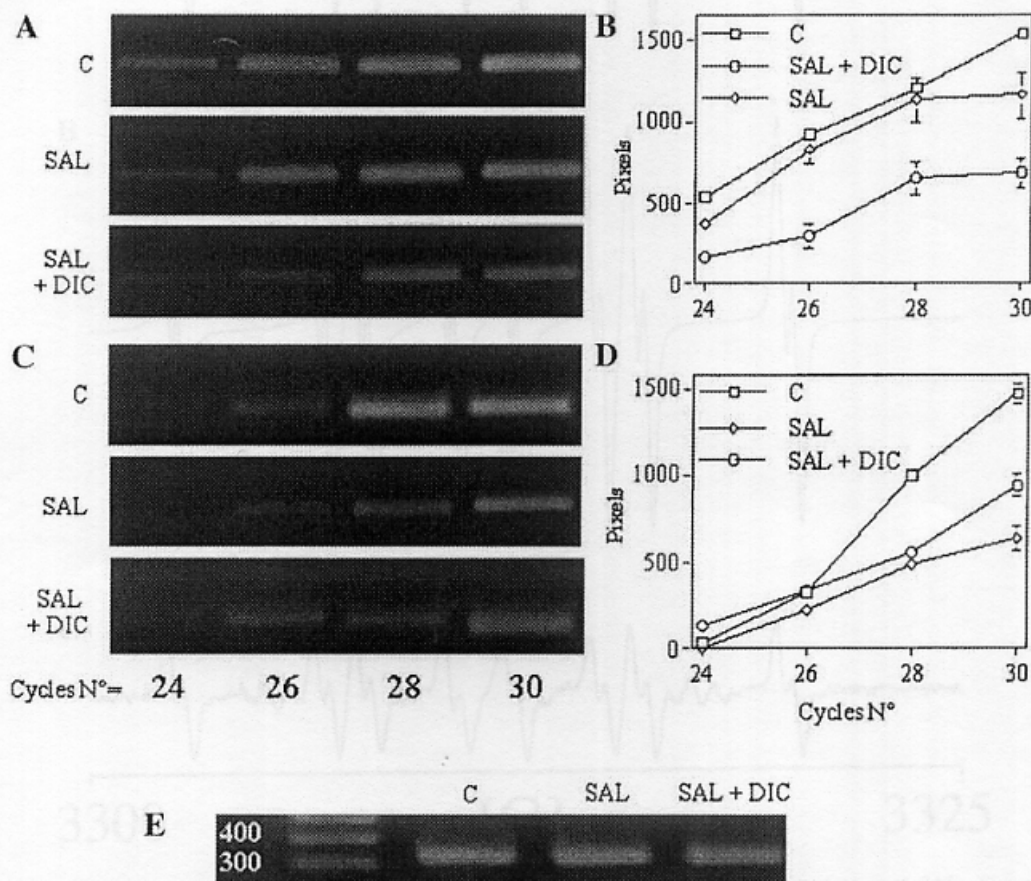 A
C
SAL
SAL
+ DIC
B
1500
1000
500
0
Pixels
C
SAL + DIC
SAL
24
26
28
30
C
C
SAL
SAL
+ DIC
Cycles N°=
24
26
28
30
D
1500
1000
500
0
Pixels
C
SAL
SAL + DIC
24
26
28
30
Cycles N°
E
C
SAL
SAL + DIC
400
300
3325